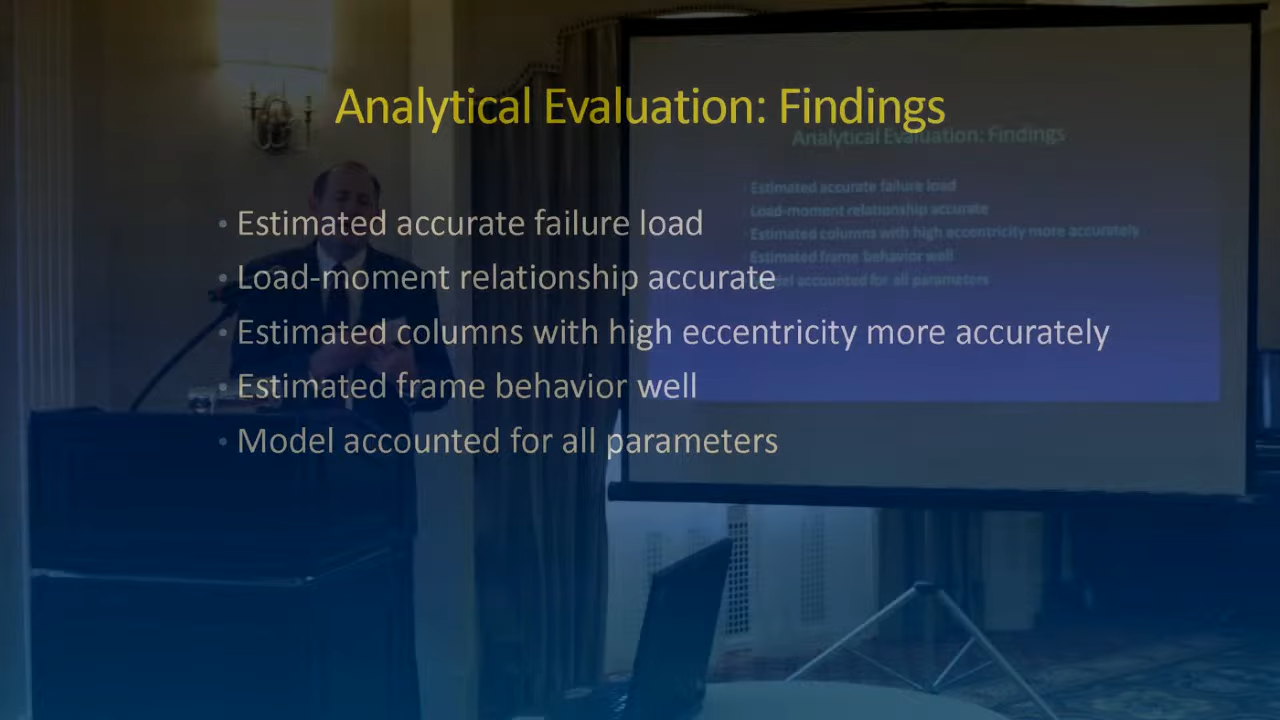 Analytical Evaluation: Findings
• Estimated accurate failure load
• Load-moment relationship accurate
• Estimated columns with high eccentricity more accurately
• Estimated frame behavior well
• Model accounted for all parameters
Analytical Evaluation: Findings
Estimated accurate failure load
Load-moment relationship accurate
Estimated columns with high eccentricity more accurately
Estimated frame behavior well
Model accounted for all parameters